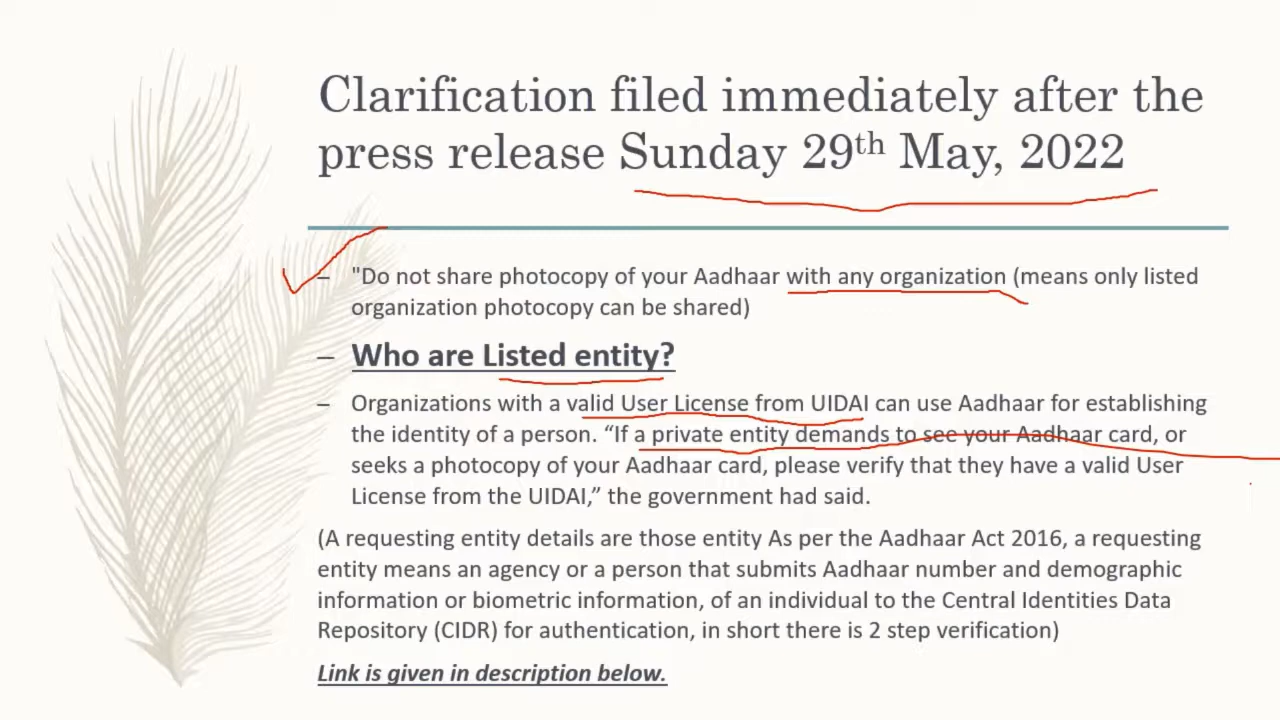 Clarification filed immediately after the
press release Sunday 29th May, 2022
– "Do not share photocopy of your Aadhaar with any organization (means only listed
organization photocopy can be shared)
– Who are Listed entity?
– Organizations with a valid User License from UIDAI can use Aadhaar for establishing
the identity of a person. “If a private entity demands to see your Aadhaar card, or
seeks a photocopy of your Aadhaar card, please verify that they have a valid User
License from the UIDAI,” the government had said.
(A requesting entity details are those entity As per the Aadhaar Act 2016, a requesting
entity means an agency or a person that submits Aadhaar number and demographic
information or biometric information, of an individual to the Central Identities Data
Repository (CIDR) for authentication, in short there is 2 step verification)
Link is given in description below.